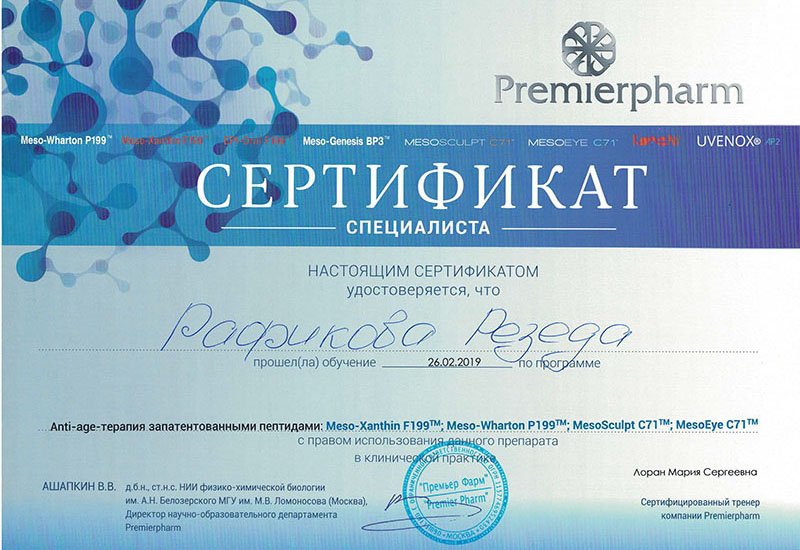 Premierpharm
Meso-Wharton P199™ Meso-Xanthin F199™ Meso-Genesis BP3™ MESOSCULPT C71™ MESOEYE C71™ UVENOX®
СЕРТИФИКАТ
СПЕЦИАЛИСТА
НАСТОЯЩИМ СЕРТИФИКАТОМ
удостоверяется, что
Рафикова Резеда
прошел(ла) обучение 26.02.2019 по программе
Anti-age-терапия запатентованными пептидами: Meso-Xanthin F199™; Meso-Wharton P199™; MesoSculpt C71™; MesoEye C71™
с правом использования данного препарата
в клинической практике
АШАПКИН В.В. д.б.н., ст.н.с. НИИ физико-химической биологии
им. А.Н. Белозерского МГУ им. М.В. Ломоносова (Москва),
Директор научно-образовательного департамента
Premierpharm
"Премьер Фарм"
"Premier Pharm"
МОСКВА
Лоран Мария Сергеевна
Сертифицированный тренер
компании Premierpharm